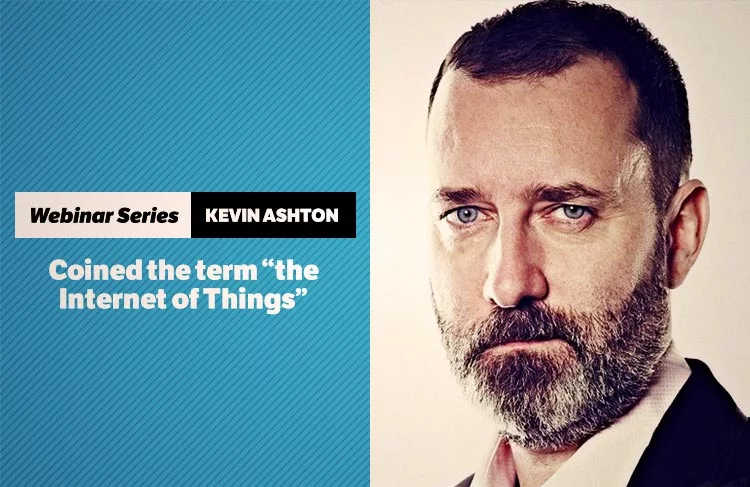 Webinar Series KEVIN ASHTON
Coined the term “the
Internet of Things”